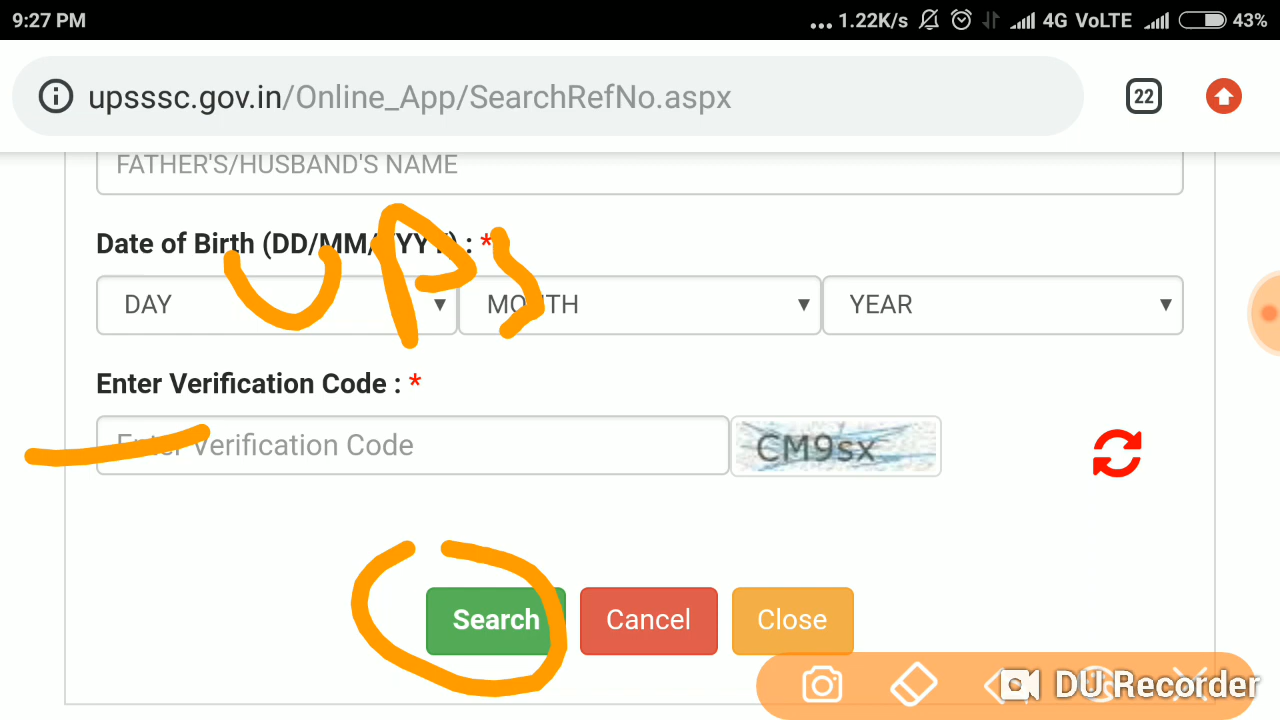 9:27 PM ... 1.22K/s 4G VoLTE 43%
upsssc.gov.in/Online_App/SearchRefNo.aspx 22
FATHER'S/HUSBAND'S NAME
Date of Birth (DD/MM/YYYY) : *
UPS
DAY MONTH YEAR
Enter Verification Code : *
Enter Verification Code CM9sx
Search Cancel Close
DU Recorder